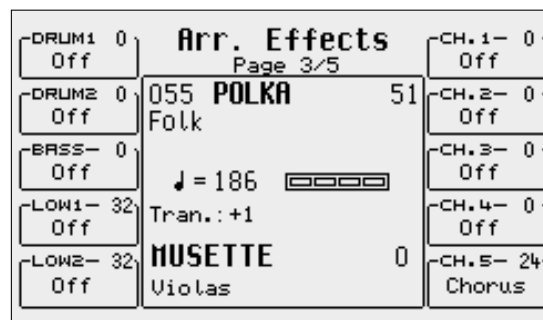 Arr. Effects
Page 3/5
DRUM1 0
Off
DRUM2 0
Off
BASS- 0
Off
LOW1- 32
Off
LOW2- 32
Off
055 POLKA 51
Folk
= 186
Tran.: +1
MUSETTE 0
Violas
CH.1- 0
Off
CH.2- 0
Off
CH.3- 0
Off
CH.4- 0
Off
CH.5- 24
Chorus